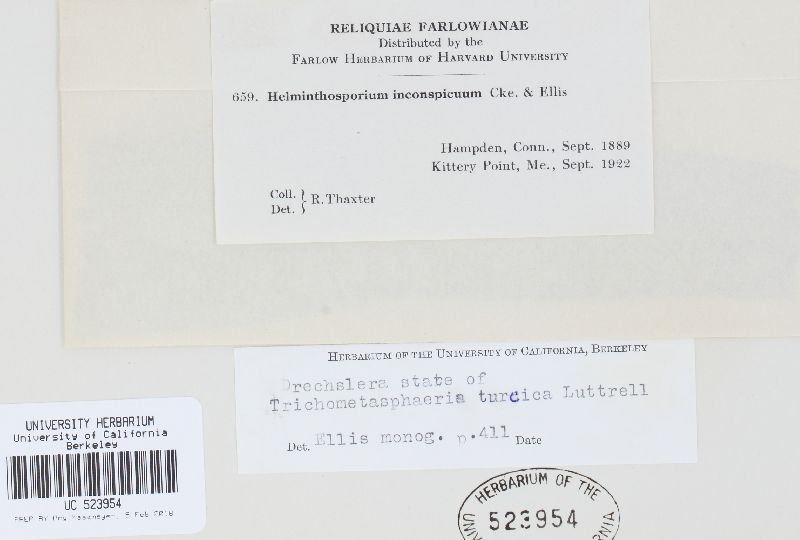 RELIQUIAE FARLOWIANAE
Distributed by the
FARLOW HERBARIUM OF HARVARD UNIVERSITY
659. Helminthosporium inconspicuum Cke. & Ellis
Hampden, Conn., Sept. 1889
Kittery Point, Me., Sept. 1922
Coll. } R. Thaxter
Det.
HERBARIUM OF THE UNIVERSITY OF CALIFORNIA, BERKELEY
Drechslera state of
Trichometasphaeria turcica Luttrell
Det. Ellis monog. p.411 Date
UNIVERSITY HERBARIUM
University of California
Berkeley
UC 523954
HERBARIUM OF THE
523954